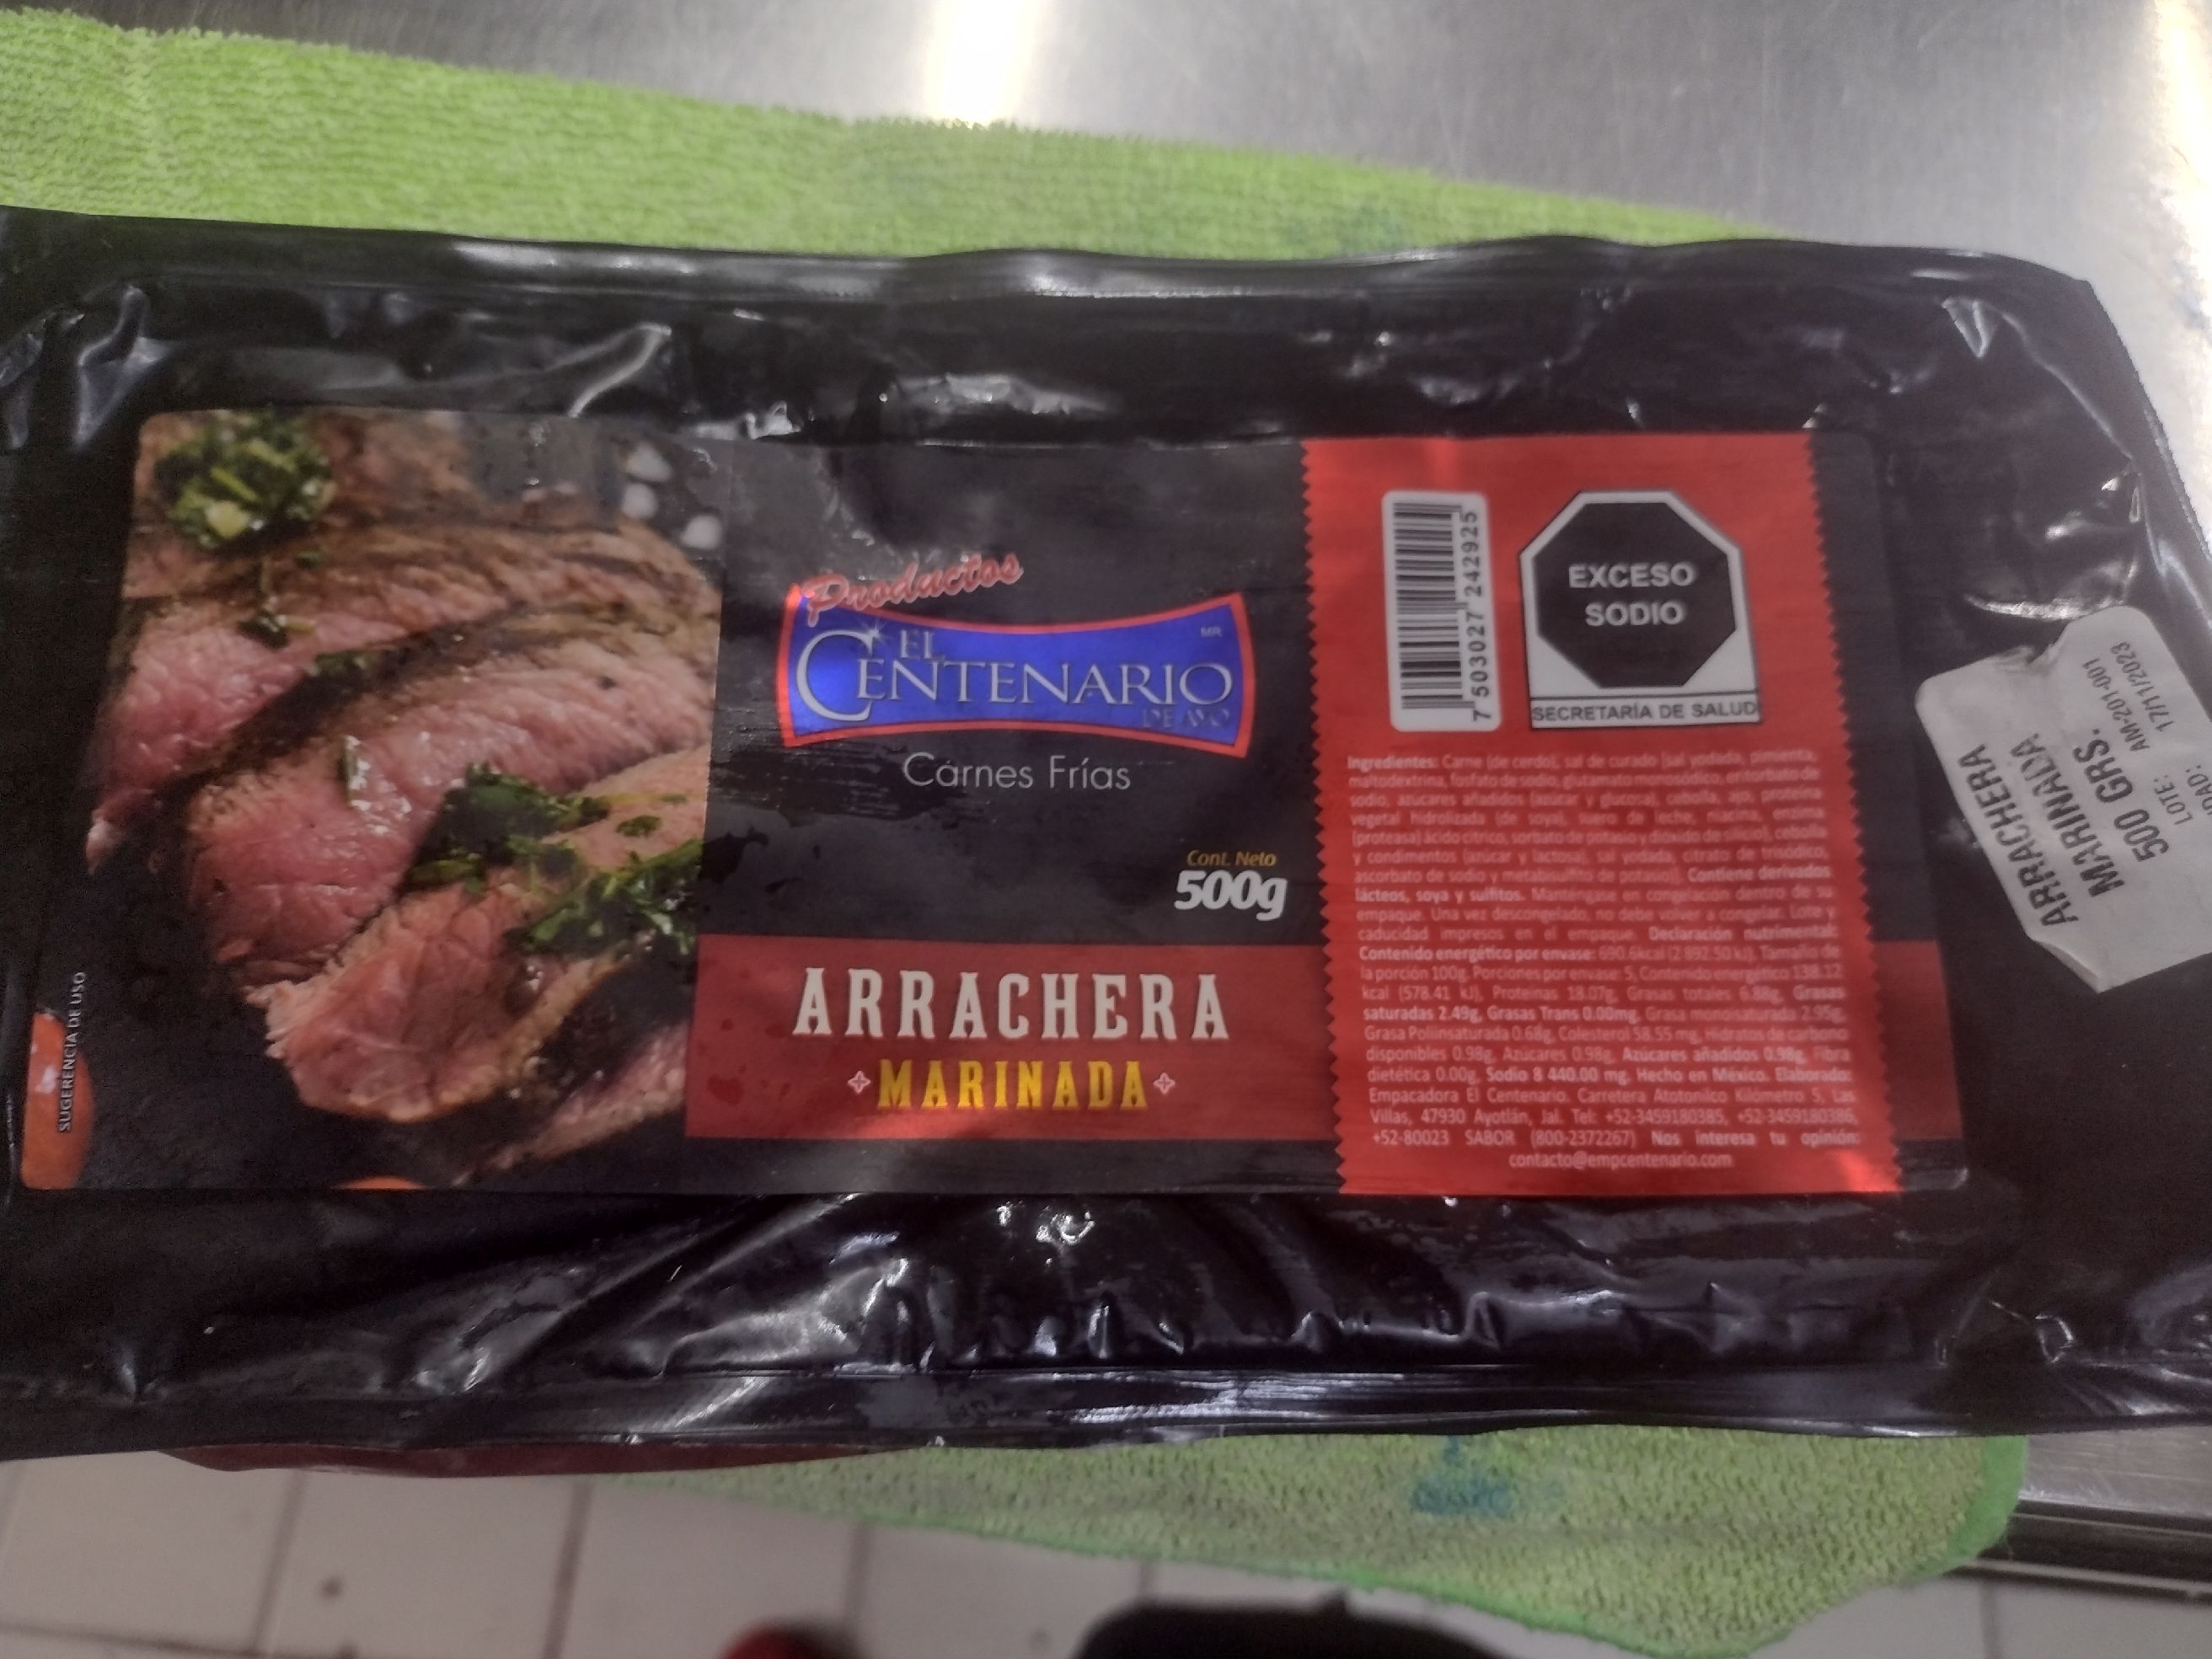 Productos
EL
CENTENARIO
MR
DE AYO
Carnes Frías
Cont. Neto
500g
ARRACHERA
MARINADA
SUGERENCIA DE USO
7 503027 242925
EXCESO
SODIO
SECRETARÍA DE SALUD
Ingredientes: Carne (de cerdo), sal de curado (sal yodada, pimienta,
maltodextrina, fosfato de sodio, glutamato monosódico, eritorbato de
sodio, azúcares añadidos (azúcar y glucosa), cebolla, ajo, proteína
vegetal hidrolizada (de soya), suero de leche, niacina, enzima
(proteasa) ácido cítrico, sorbato de potasio y dióxido de silicio), cebolla
y condimentos (azúcar y lactosa), sal yodada, citrato de trisódico,
ascorbato de sodio y metabisulfito de potasio). Contiene derivados
lácteos, soya y sulfitos. Manténgase en congelación dentro de su
empaque. Una vez descongelado, no debe volver a congelar. Lote y
caducidad impresos en el empaque. Declaración nutrimental:
Contenido energético por envase: 690.6kcal (2 892.50 kJ), Tamaño de
la porción 100g, Porciones por envase: 5, Contenido energético 138.12
kcal (578.41 kJ), Proteínas 18.07g, Grasas totales 6.88g, Grasas
saturadas 2.49g, Grasas Trans 0.00mg, Grasa monoisaturada 2.95g,
Grasa Poliinsaturada 0.68g, Colesterol 58.55 mg, Hidratos de carbono
disponibles 0.98g, Azúcares 0.98g, Azúcares añadidos 0.98g, Fibra
dietética 0.00g, Sodio 8 440.00 mg. Hecho en México. Elaborado:
Empacadora El Centenario. Carretera Atotonilco Kilómetro 5, Las
Villas, 47930 Ayotlán, Jal. Tel: +52-3459180385, +52-3459180386,
+52-80023 SABOR (800-2372267) Nos interesa tu opinión:
contacto@empcentenario.com
ARRACHERA
MARINADA
500 GRS.
LOTE: AM-201-001
DAD: 17/11/2023